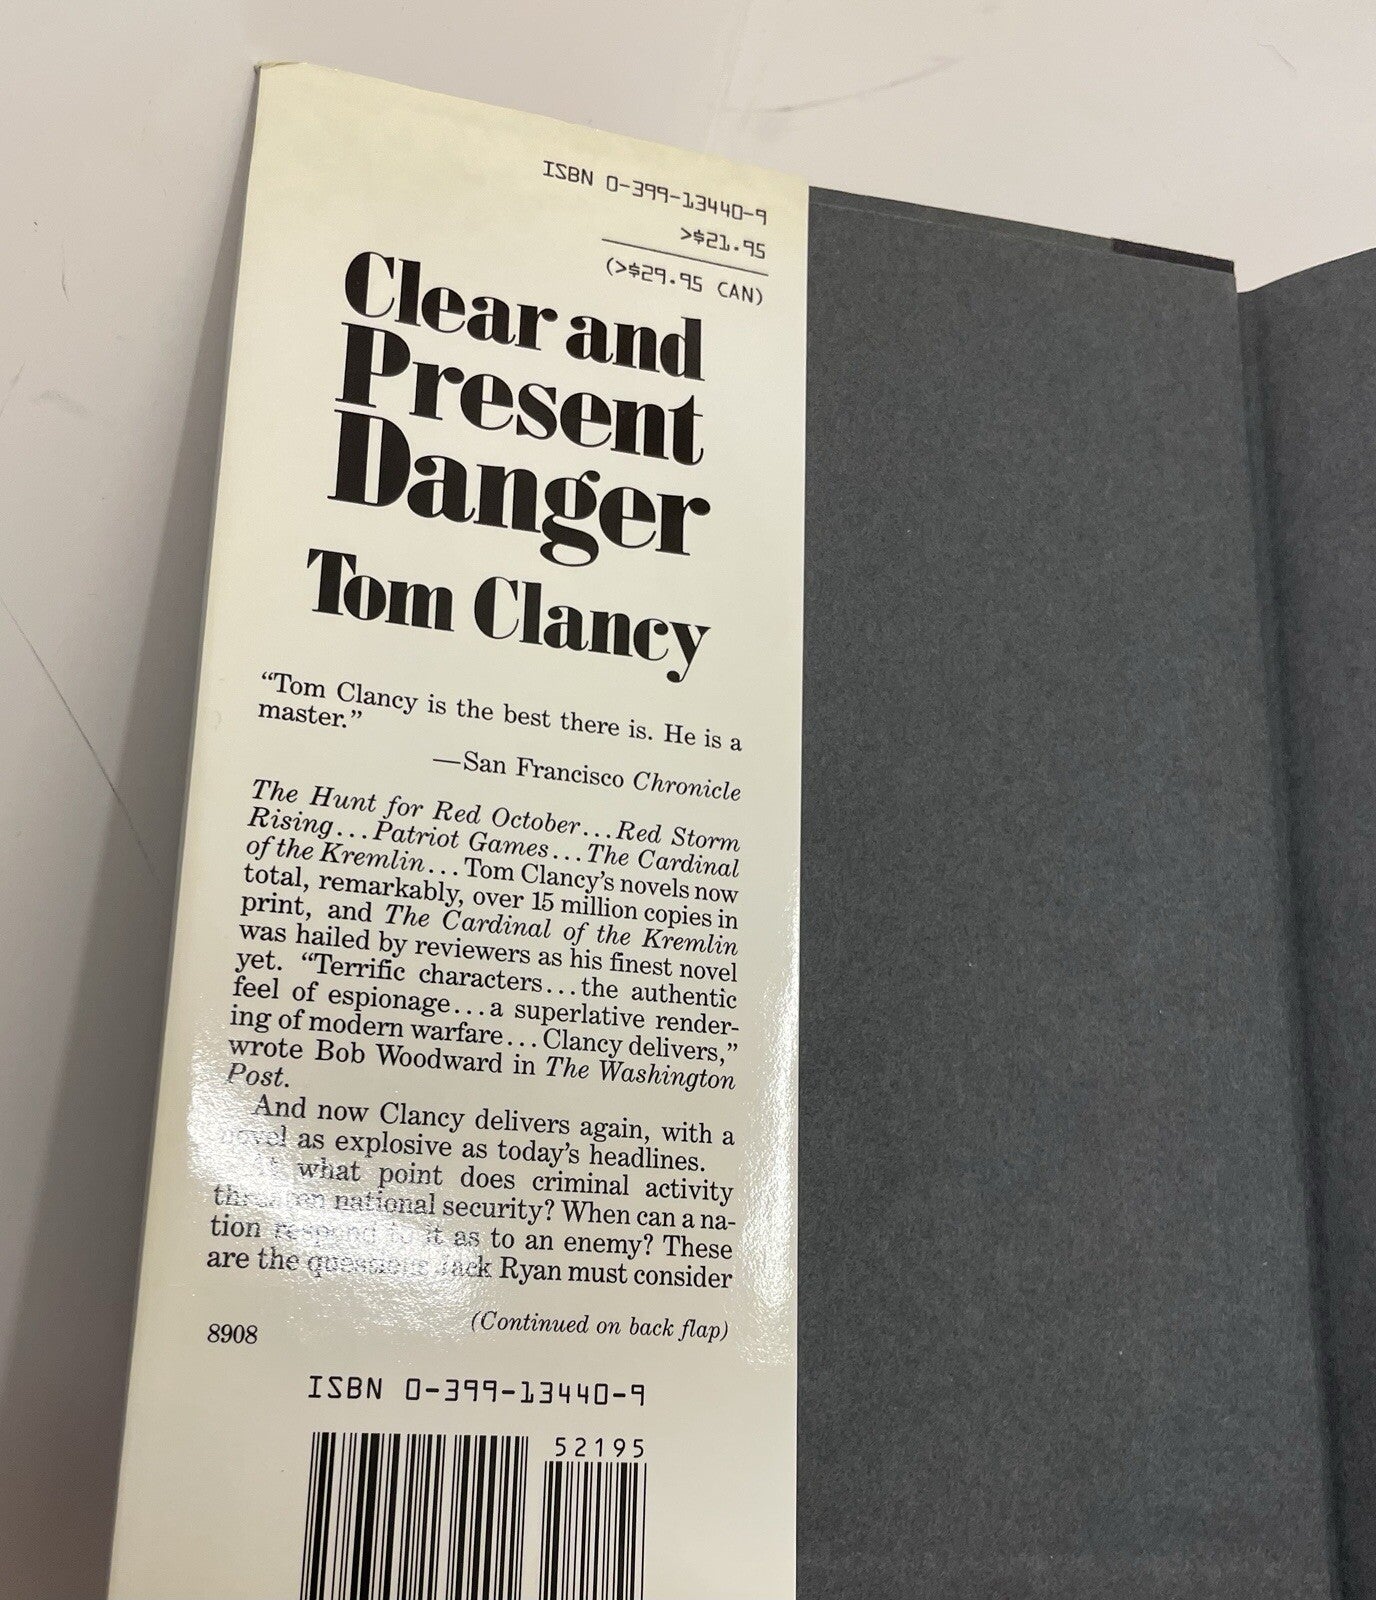 ISBN 0-399-13440-9
>$21.95
(>$29.95 CAN)
Clear and
Present
Danger
Tom Clancy
“Tom Clancy is the best there is. He is a
master.”
—San Francisco Chronicle
The Hunt for Red October...Red Storm
Rising...Patriot Games...The Cardinal
of the Kremlin...Tom Clancy’s novels now
total, remarkably, over 15 million copies in
print, and The Cardinal of the Kremlin
was hailed by reviewers as his finest novel
yet. “Terrific characters...the authentic
feel of espionage...a superlative render-
ing of modern warfare...Clancy delivers,”
wrote Bob Woodward in The Washington
Post.
And now Clancy delivers again, with a
novel as explosive as today’s headlines.
At what point does criminal activity
threaten national security? When can a na-
tion respond to it as to an enemy? These
are the questions Jack Ryan must consider
(Continued on back flap)
8908
ISBN 0-399-13440-9
52195